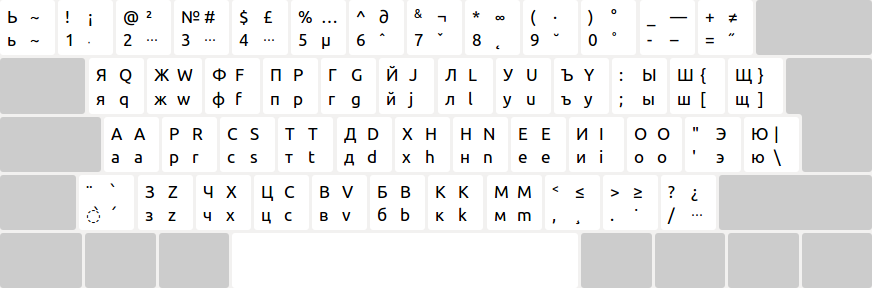 Ь ~ ! ¡ @ ² № # $ £ % … ^ ∂ & ¬ * ∞ ( · ) ° _ — + ≠
ь ~ 1 · 2 ··· 3 ··· 4 ··· 5 µ 6 ˆ 7 ˇ 8 ˛ 9 ˘ 0 ° - – = ˝
Я Q Ж W Ф F П P Г G Й J Л L У U Ъ Y : Ы Ш { Щ }
я q ж w ф f п p г g й j л l у u ъ y ; ы ш [ щ ]
А A Р R С S Т T Д D Х H Н N Е E И I О O " Э Ю |
а a р r с s т t д d х h н n е e и i о o ' э ю \
¨ ` З Z Ч X Ц C В V Б B К K М M < ≤ > ≥ ? ¿
◌̀ ´ з z ч x ц c в v б b к k м m , ¸ . ˙ / ···